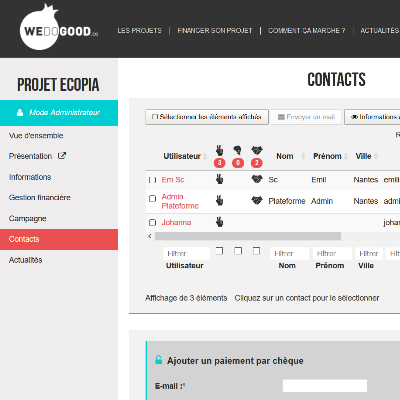 WEDOGOOD.co
LES PROJETS | FINANCER SON PROJET | COMMENT ÇA MARCHE ? | ACTUALITÉS
PROJET ECOPIA
Mode Administrateur
Vue d'ensemble
Présentation
Informations
Gestion financière
Campagne
Contacts
Actualités
CONTACTS
Sélectionner les éléments affichés
Envoyer un mail
Informations
Utilisateur 3 0 2 Nom Prénom Ville
Em Sc Sc Emil Nantes emili
Admin Plateforme Plateforme Admin Nantes admi
Johanna joha
Filtrer Filtrer Filtrer Filtrer Filtr
Utilisateur Nom Prénom Ville
Affichage de 3 éléments Cliquez sur un contact pour le sélectionner
Ajouter un paiement par chèque
E-mail :*